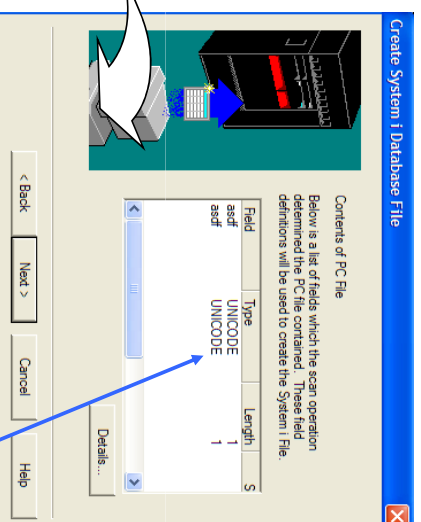 Create System i Database File
Contents of PC File
Below is a list of fields which the scan operation
determined the PC file contained. These field
definitions will be used to create the System i File.
Field Type Length S
asdf UNICODE 1
asdf UNICODE 1
Details...
< Back Next > Cancel Help